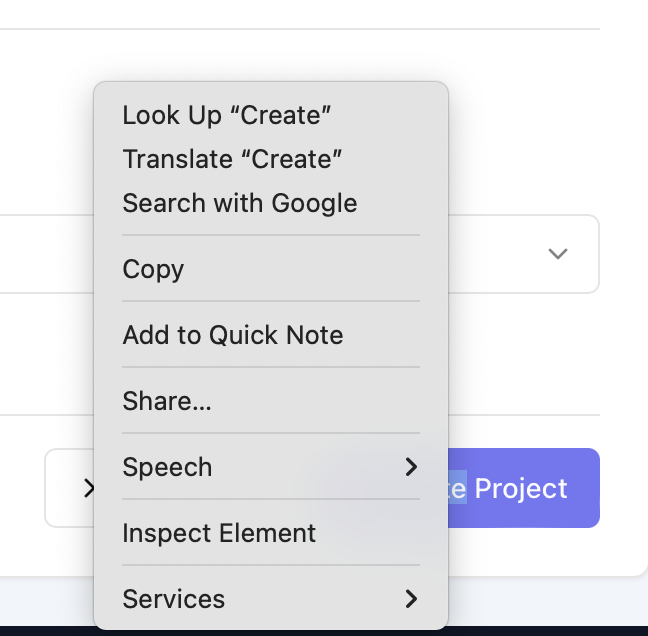 Look Up “Create”
Translate “Create”
Search with Google
Copy
Add to Quick Note
Share...
Speech
te Project
Inspect Element
Services